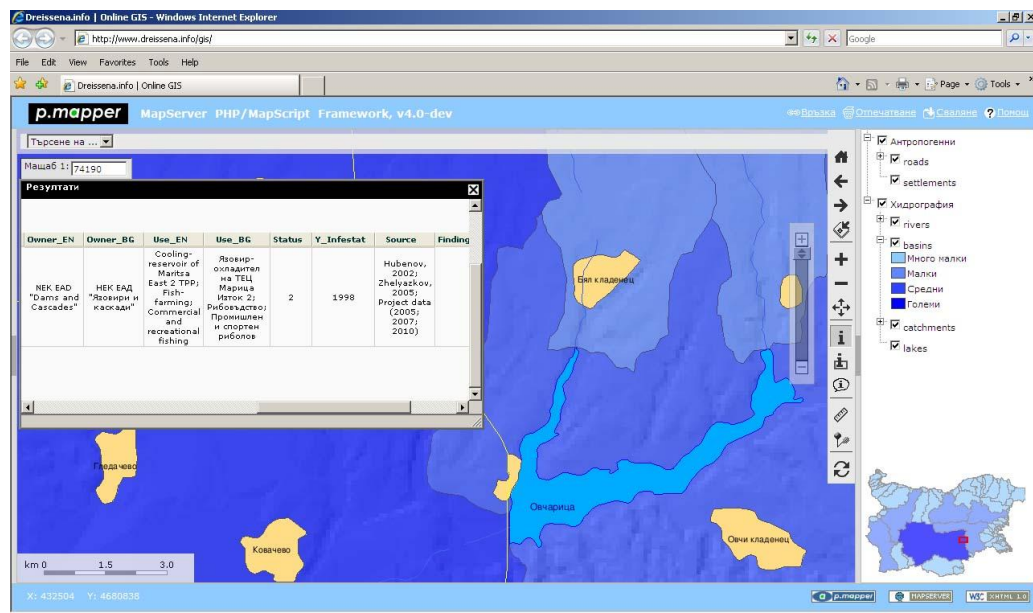 Dreissena.info | Online GIS - Windows Internet Explorer
http://www.dreissena.info/gis/
Google
File Edit View Favorites Tools Help
Dreissena.info | Online GIS
Page Tools
p.mapper MapServer PHP/MapScript Framework, v4.0-dev
Връзка Отпечатване Сваляне Помощ
Търсене на ...
Мащаб 1: 74190
Резултати
Owner_EN Owner_BG Use_EN Use_BG Status Y_Infestat Source Finding
NEK EAD "Dams and Cascades"
НЕК ЕАД "Язовири и каскади"
Cooling-reservoir of Maritsa East 2 TPP; Fish-farming; Commercial and recreational fishing
Язовир-охладител на ТЕЦ Марица Изток 2; Рибовъдство; Промишлен и спортен риболов
2
1998
Hubenov, 2002; Zhelyazkov, 2005; Project data (2005; 2007; 2010)
Бял кладенец
Гледачево
Ковачево
Овчарица
Овчи кладенец
km 0 1.5 3.0
Антропогенни
roads
settlements
Хидрография
rivers
basins
Много малки
Малки
Средни
Големи
catchments
lakes
X: 432504 Y: 4680838
p.mapper
MAPSERVER
W3C XHTML 1.0